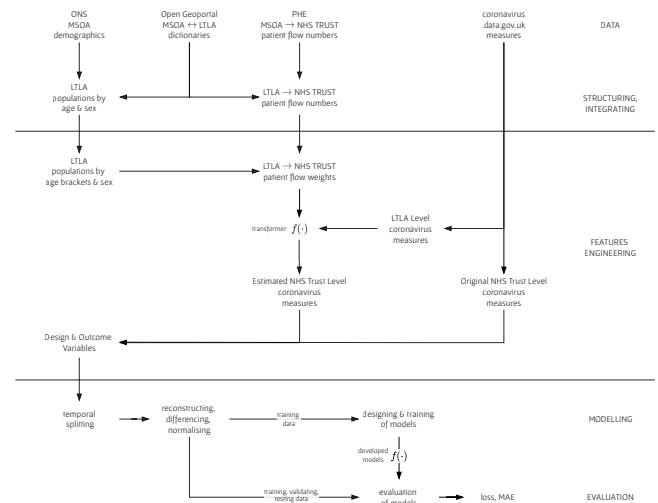 ONS
MSOA
demographics
Open Geoportal
MSOA ↔ LTLA
dictionaries
PHE
MSOA → NHS TRUST
patient flow numbers
coronavirus
.data.gov.uk
measures
DATA
LTLA
populations by
age & sex
LTLA → NHS TRUST
patient flow numbers
STRUCTURING,
INTEGRATING
LTLA
populations by
age brackets & sex
LTLA → NHS TRUST
patient flow weights
transformer f(·)
LTLA Level
coronavirus
measures
FEATURES
ENGINEERING
Estimated NHS Trust Level
coronavirus
measures
Original NHS Trust Level
coronavirus
measures
Design & Outcome
Variables
temporal
splitting
reconstructing,
differencing,
normalising
training
data
designing & training
of models
MODELLING
developed
models f(·)
training, validating,
testing data
evaluation
of models
loss, MAE
EVALUATION